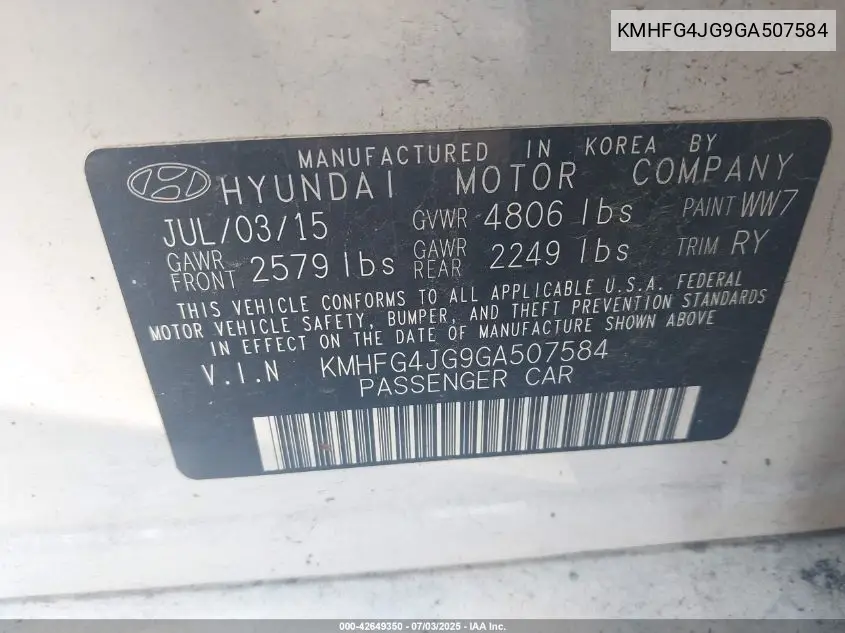 KMHFG4JG9GA507584
MANUFACTURED IN KOREA BY
HYUNDAI MOTOR COMPANY
JUL/03/15 GVWR 4806 lbs PAINT WW7
GAWR FRONT 2579 lbs GAWR REAR 2249 lbs TRIM RY
THIS VEHICLE CONFORMS TO ALL APPLICABLE U.S.A. FEDERAL
MOTOR VEHICLE SAFETY, BUMPER, AND THEFT PREVENTION STANDARDS
IN EFFECT ON THE DATE OF MANUFACTURE SHOWN ABOVE
V.I.N KMHFG4JG9GA507584
PASSENGER CAR
000-42649350 - 07/03/2025 - IAA Inc.